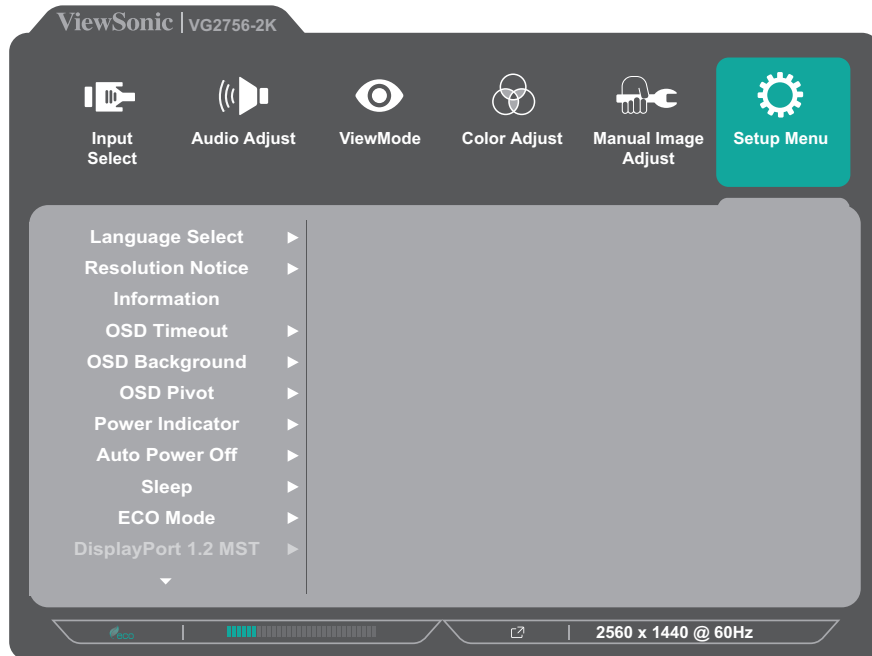 ViewSonic | VG2756-2K
Input
Select
Audio Adjust
ViewMode
Color Adjust
Manual Image
Adjust
Setup Menu
Language Select
Resolution Notice
Information
OSD Timeout
OSD Background
OSD Pivot
Power Indicator
Auto Power Off
Sleep
ECO Mode
DisplayPort 1.2 MST
eco
2560 x 1440 @ 60Hz